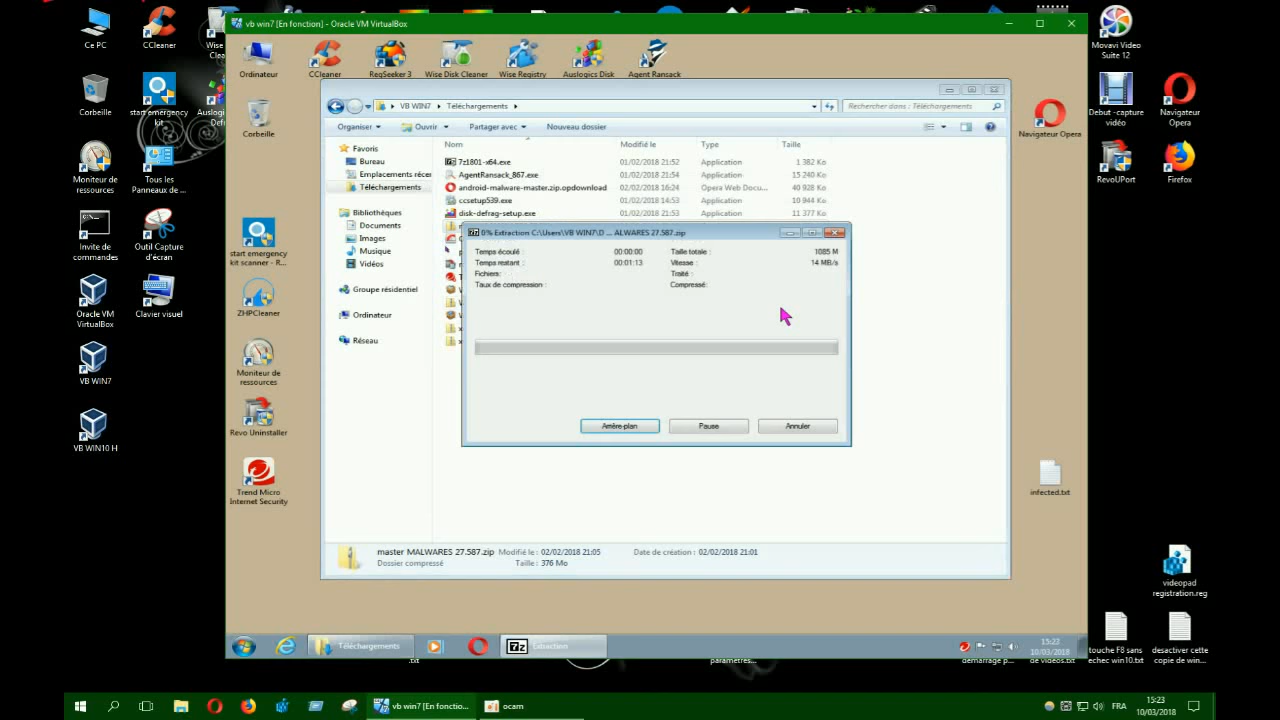 vb win7 [En fonction] - Oracle VM VirtualBox
Ce PC
CCleaner
Wise
Clea
Corbeille
start emergency
kit
Auslogi
Def
Moniteur de
ressources
Tous les
Panneaux de ...
Invite de
commandes
Outil Capture
d'écran
Oracle VM
VirtualBox
Clavier visuel
VB WIN7
VB WIN10 H
Ordinateur
CCleaner
RegSeeker 3
Wise Disk Cleaner
Wise Registry
Auslogics Disk
Agent Ransack
Corbeille
start emergency
kit scanner - R...
ZHPCleaner
Moniteur de
ressources
Revo Uninstaller
Trend Micro
Internet Security
VB WIN7
Téléchargements
Rechercher dans : Téléchargements
Organiser
Ouvrir
Partager avec
Nouveau dossier
Favoris
Bureau
Emplacements récen
Téléchargements
Bibliothèques
Documents
Images
Musique
Vidéos
Groupe résidentiel
Ordinateur
Réseau
Nom
Modifié le
Type
Taille
7z1801-x64.exe
01/02/2018 21:52
Application
1 382 Ko
AgentRansack_867.exe
01/02/2018 21:54
Application
15 240 Ko
android-malware-master.zip.opdownload
02/02/2018 16:24
Opera Web Docu...
40 928 Ko
ccsetup539.exe
01/02/2018 14:53
Application
10 944 Ko
disk-defrag-setup.exe
01/02/2018 21:53
Application
11 377 Ko
0% Extraction C:\Users\VB WIN7\D ... ALWARES 27.587.zip
Temps écoulé :
00:00:00
Taille totale :
1085 M
Temps restant :
00:01:13
Vitesse :
14 MB/s
Fichiers:
Traité :
Taux de compression :
Compressé:
Arrière-plan
Pause
Annuler
master MALWARES 27.587.zip
Modifié le : 02/02/2018 21:05
Date de création : 02/02/2018 21:01
Dossier compressé
Taille : 376 Mo
Navigateur Opera
infected.txt
Téléchargements
Extraction
15:22
10/03/2018
.txt
paramètres...
démarrage p...
de vidéos.txt
Movavi Video
Suite 12
Debut -capture
vidéo
Navigateur
Opera
RevoUPort
Firefox
videopad
registration.reg
touche F8 sans
echec win10.txt
desactiver cette
copie de win...
vb win7 [En fonctio...
ocam
FRA
15:23
10/03/2018